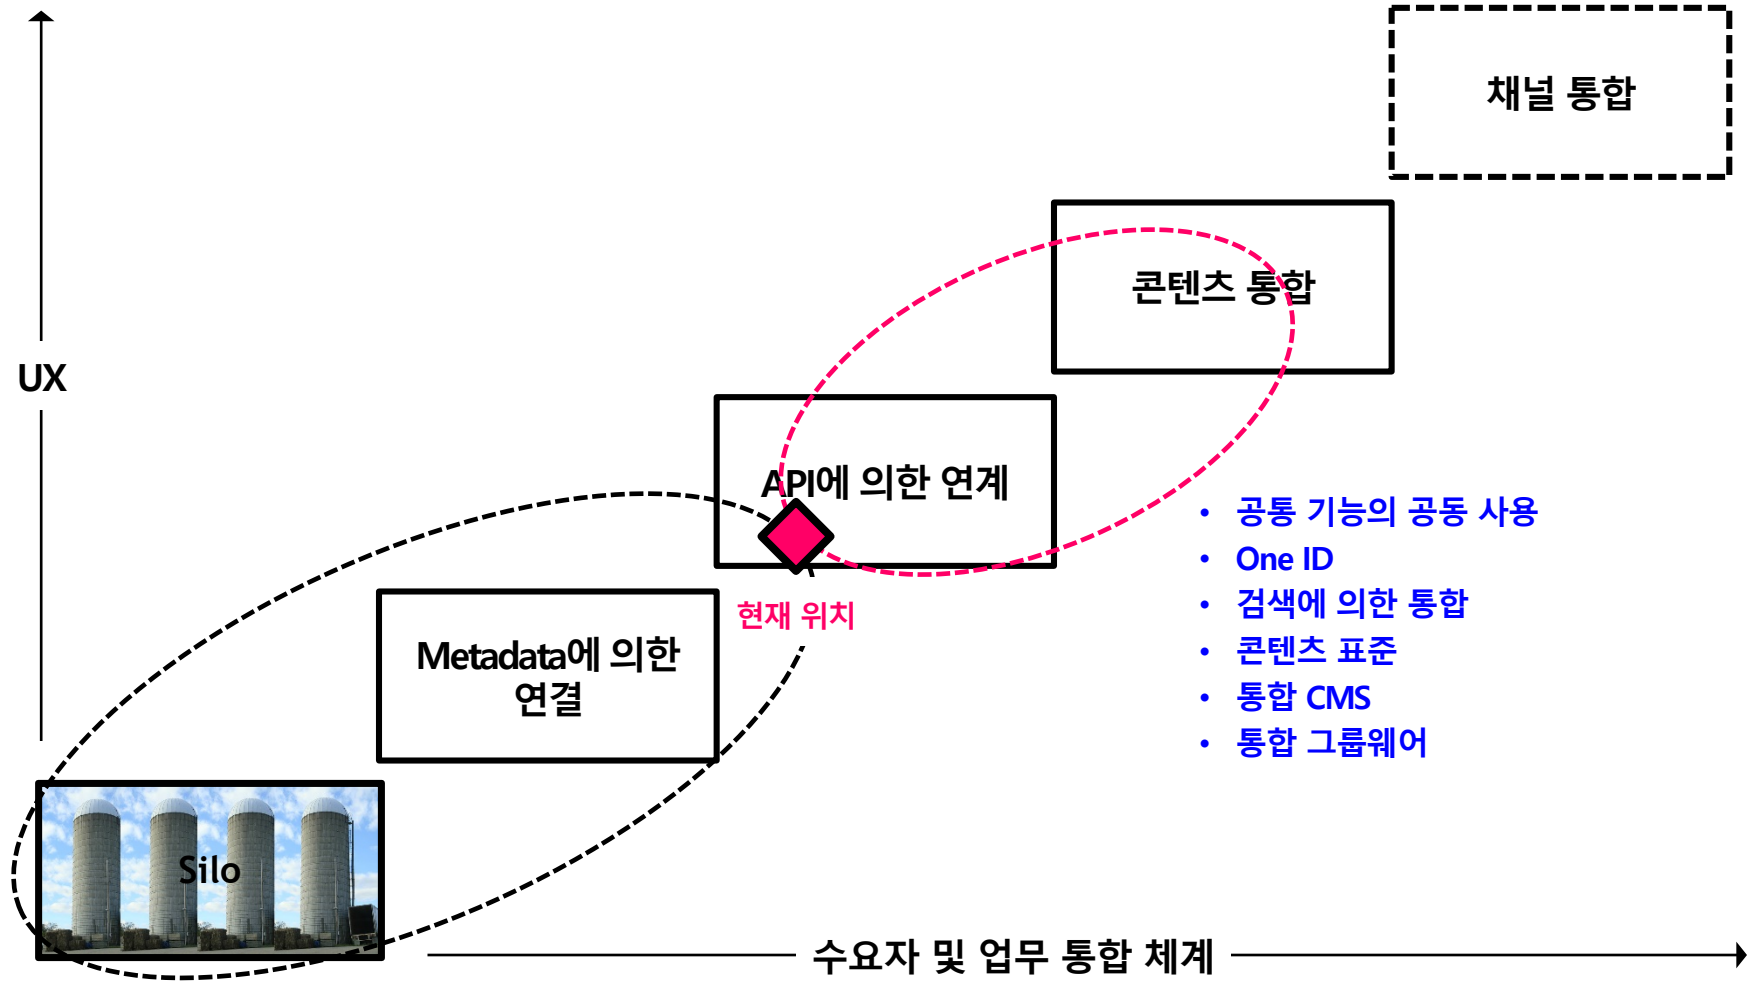 채널 통합
콘텐츠 통합
UX
API에 의한 연계
현재 위치
• 공통 기능의 공동 사용
• One ID
• 검색에 의한 통합
• 콘텐츠 표준
• 통합 CMS
• 통합 그룹웨어
Metadata에 의한
연결
Silo
수요자 및 업무 통합 체계